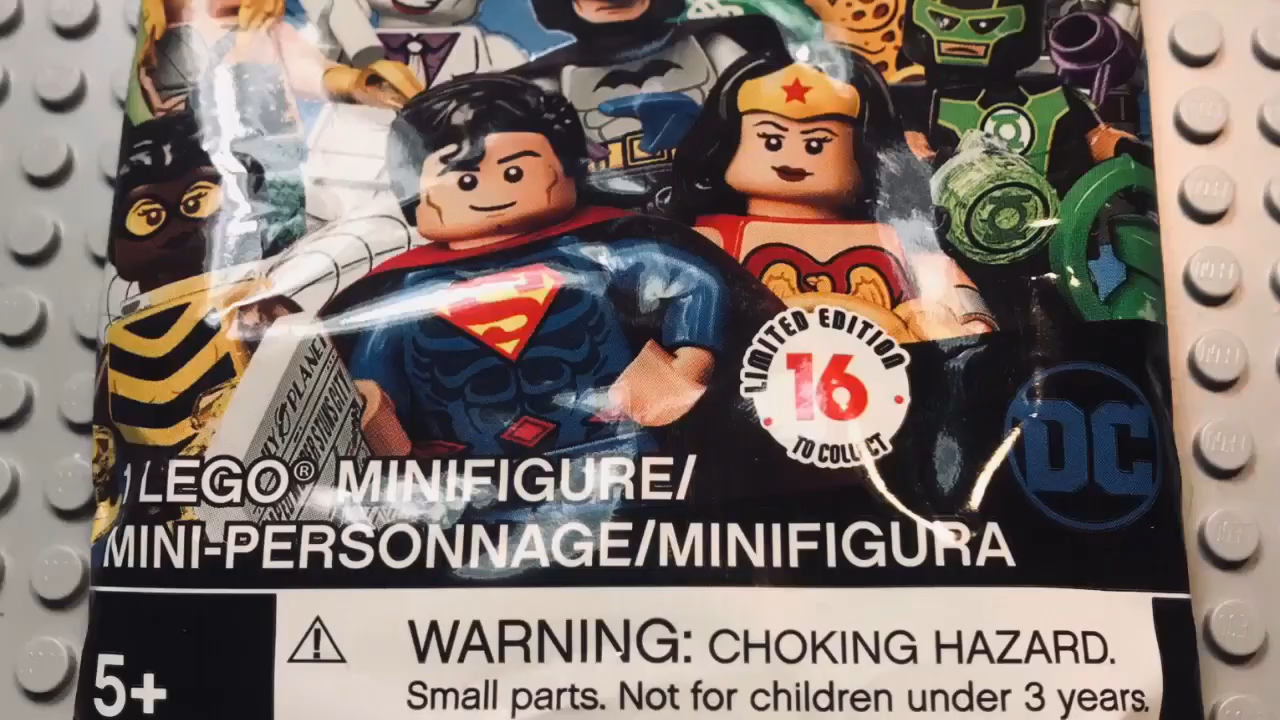 LIMITED EDITION
16
TO COLLECT
DC
1 LEGO® MINIFIGURE/
MINI-PERSONNAGE/MINIFIGURA
5+
WARNING: CHOKING HAZARD.
Small parts. Not for children under 3 years.